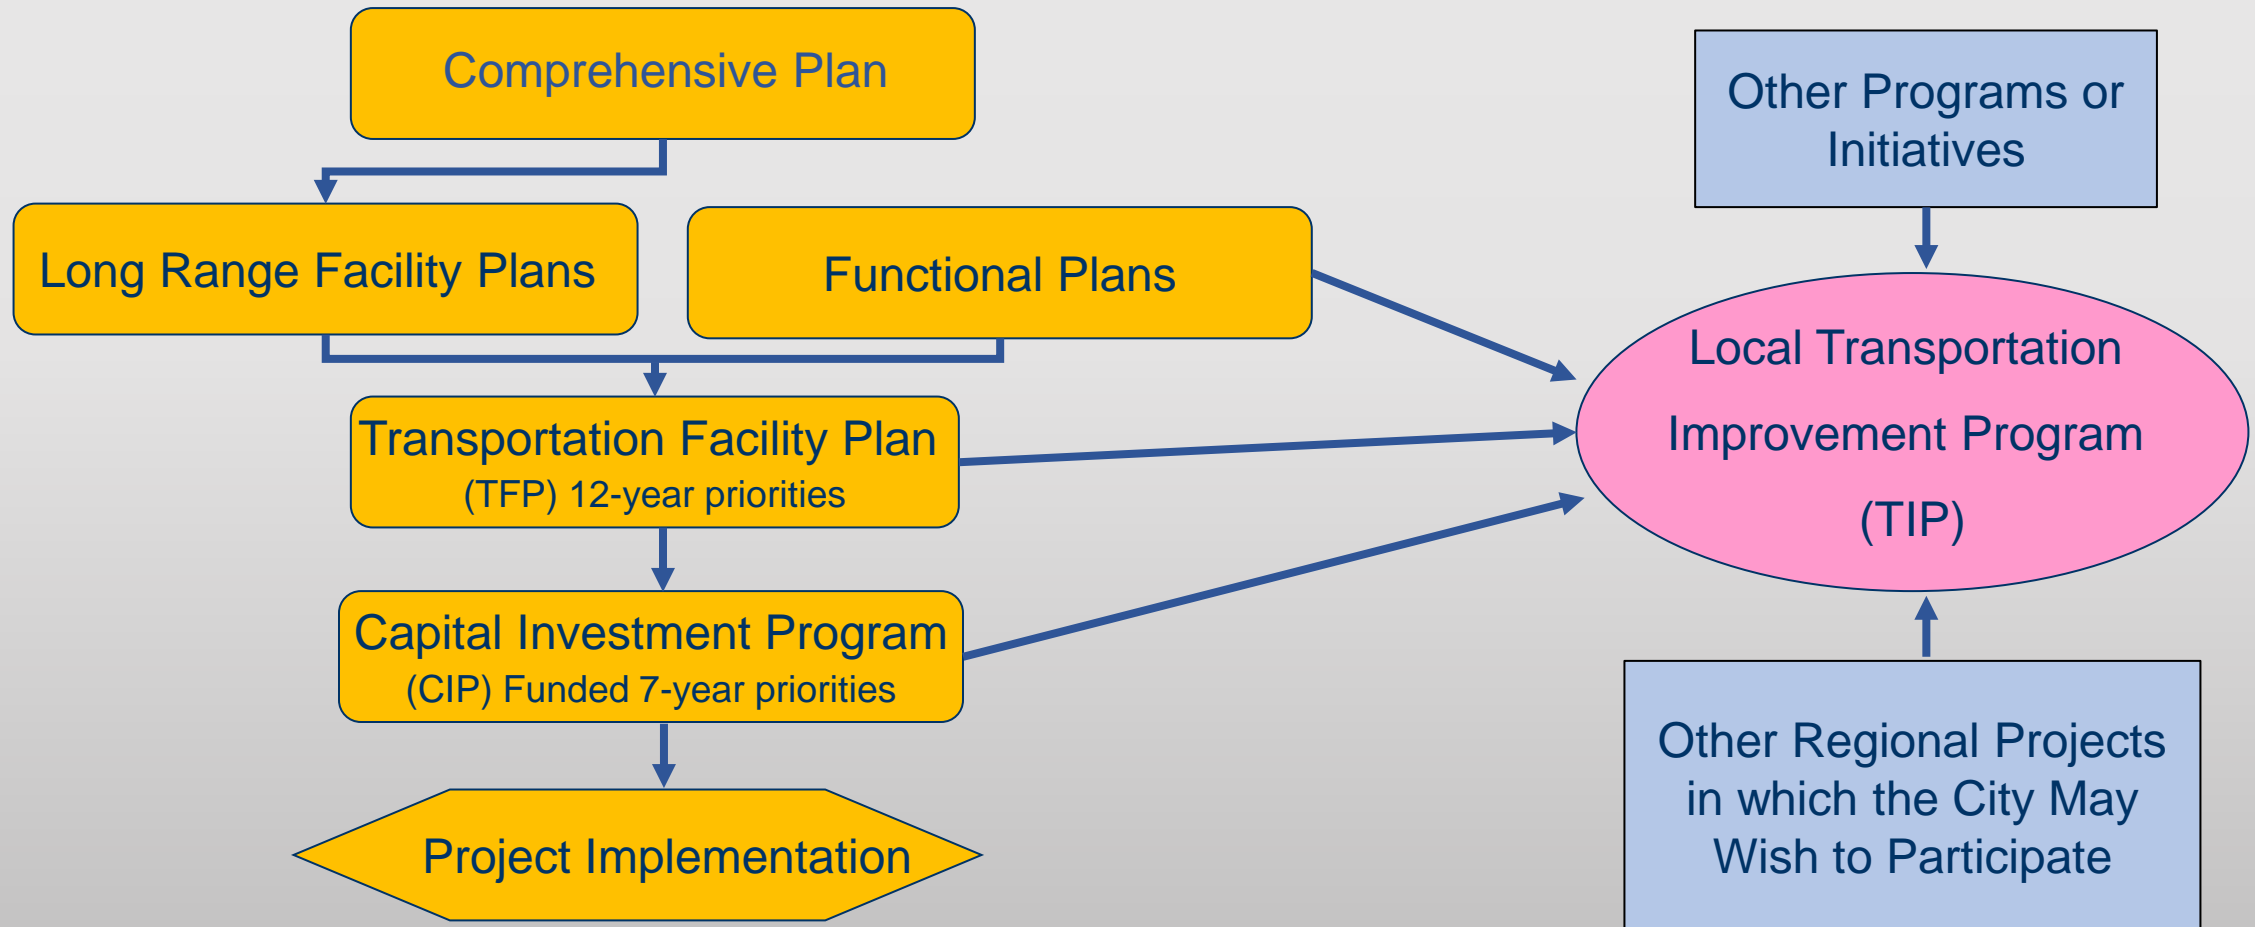 Comprehensive Plan
Long Range Facility Plans
Functional Plans
Transportation Facility Plan
(TFP) 12-year priorities
Capital Investment Program
(CIP) Funded 7-year priorities
Project Implementation
Other Programs or
Initiatives
Local Transportation
Improvement Program
(TIP)
Other Regional Projects
in which the City May
Wish to Participate